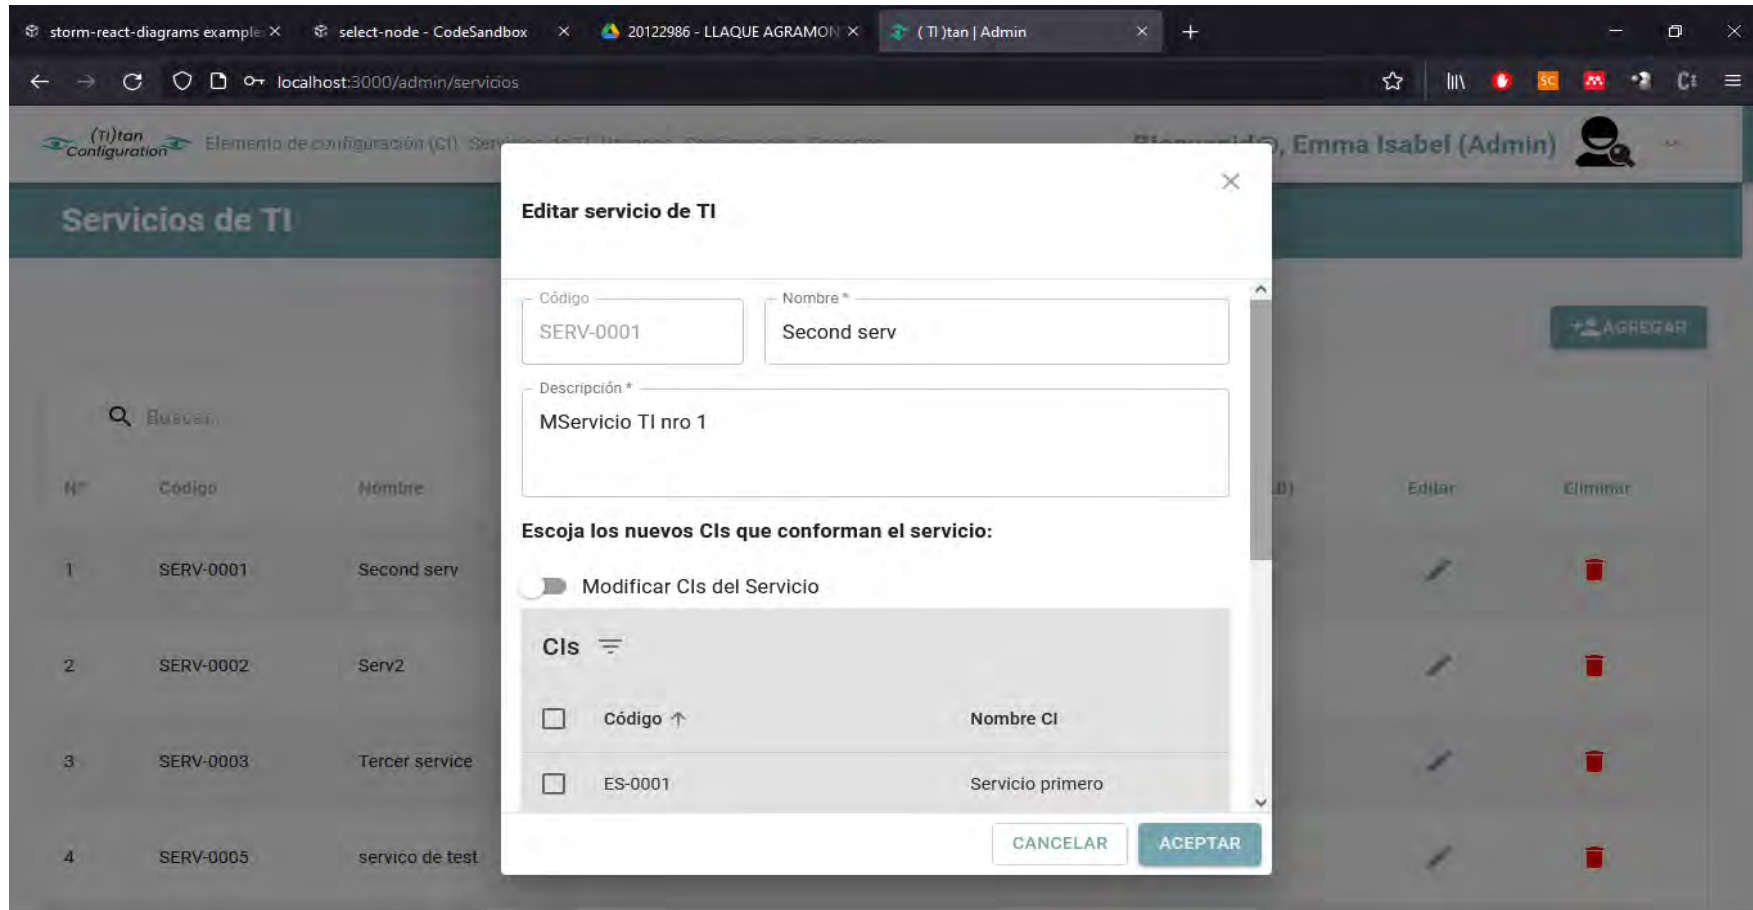 storm-react-diagrams example
select-node - CodeSandbox
20122986 - LLAQUE AGRAMON
( TI )tan | Admin
localhost:3000/admin/servicios
SC
(TI)tan
Configuration
Elemento de configuración (CI)
Bienvenid@, Emma Isabel (Admin)
Servicios de TI
AGREGAR
Buscar...
N° Código Nombre Editar Eliminar
1 SERV-0001 Second serv
2 SERV-0002 Serv2
3 SERV-0003 Tercer service
4 SERV-0005 servico de test
Editar servicio de TI
Código
SERV-0001
Nombre *
Second serv
Descripción *
MServicio TI nro 1
Escoja los nuevos CIs que conforman el servicio:
Modificar CIs del Servicio
CIs
Código Nombre CI
ES-0001 Servicio primero
CANCELAR ACEPTAR